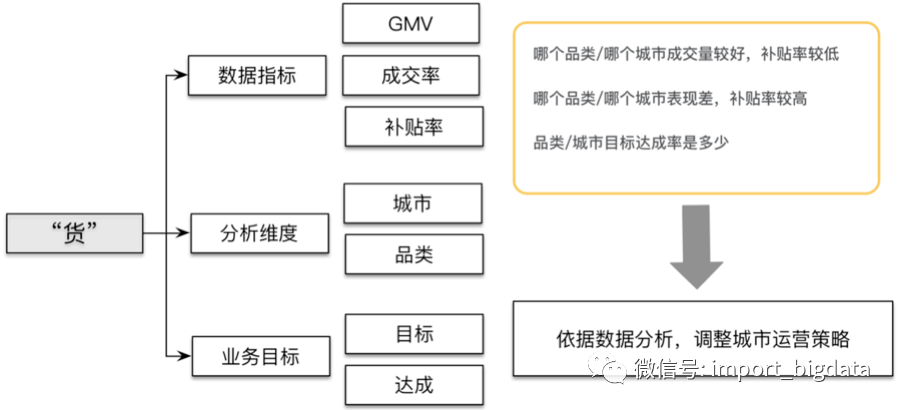 GMV
数据指标
成交率
补贴率
“货”
分析维度
城市
品类
业务目标
目标
达成
哪个品类/哪个城市成交量较好，补贴率较低
哪个品类/哪个城市表现差，补贴率较高
品类/城市目标达成率是多少
依据数据分析，调整城市运营策略
微信号: import_bigdata